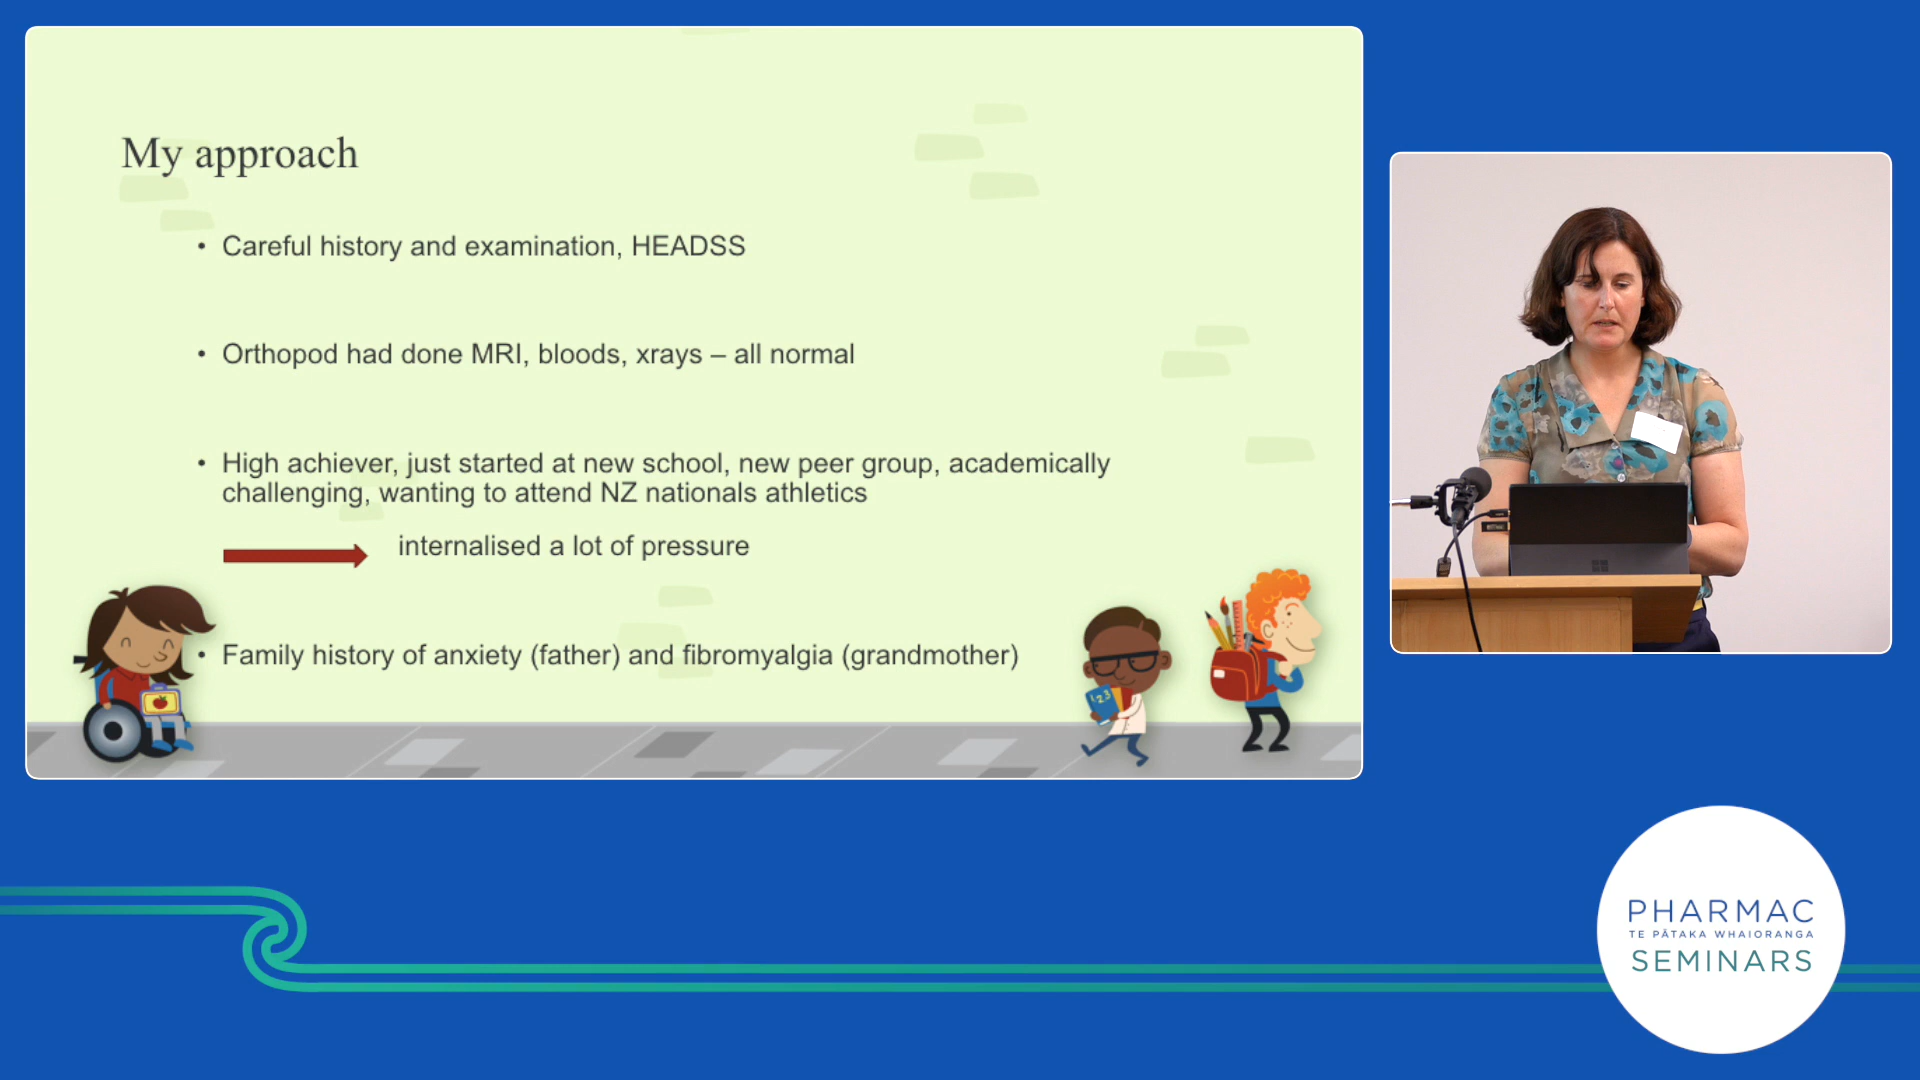 My approach
• Careful history and examination, HEADSS
• Orthopod had done MRI, bloods, xrays – all normal
• High achiever, just started at new school, new peer group, academically
challenging, wanting to attend NZ nationals athletics
internalised a lot of pressure
• Family history of anxiety (father) and fibromyalgia (grandmother)
123
PHARMAC
TE PĀTAKA WHAIORANGA
SEMINARS